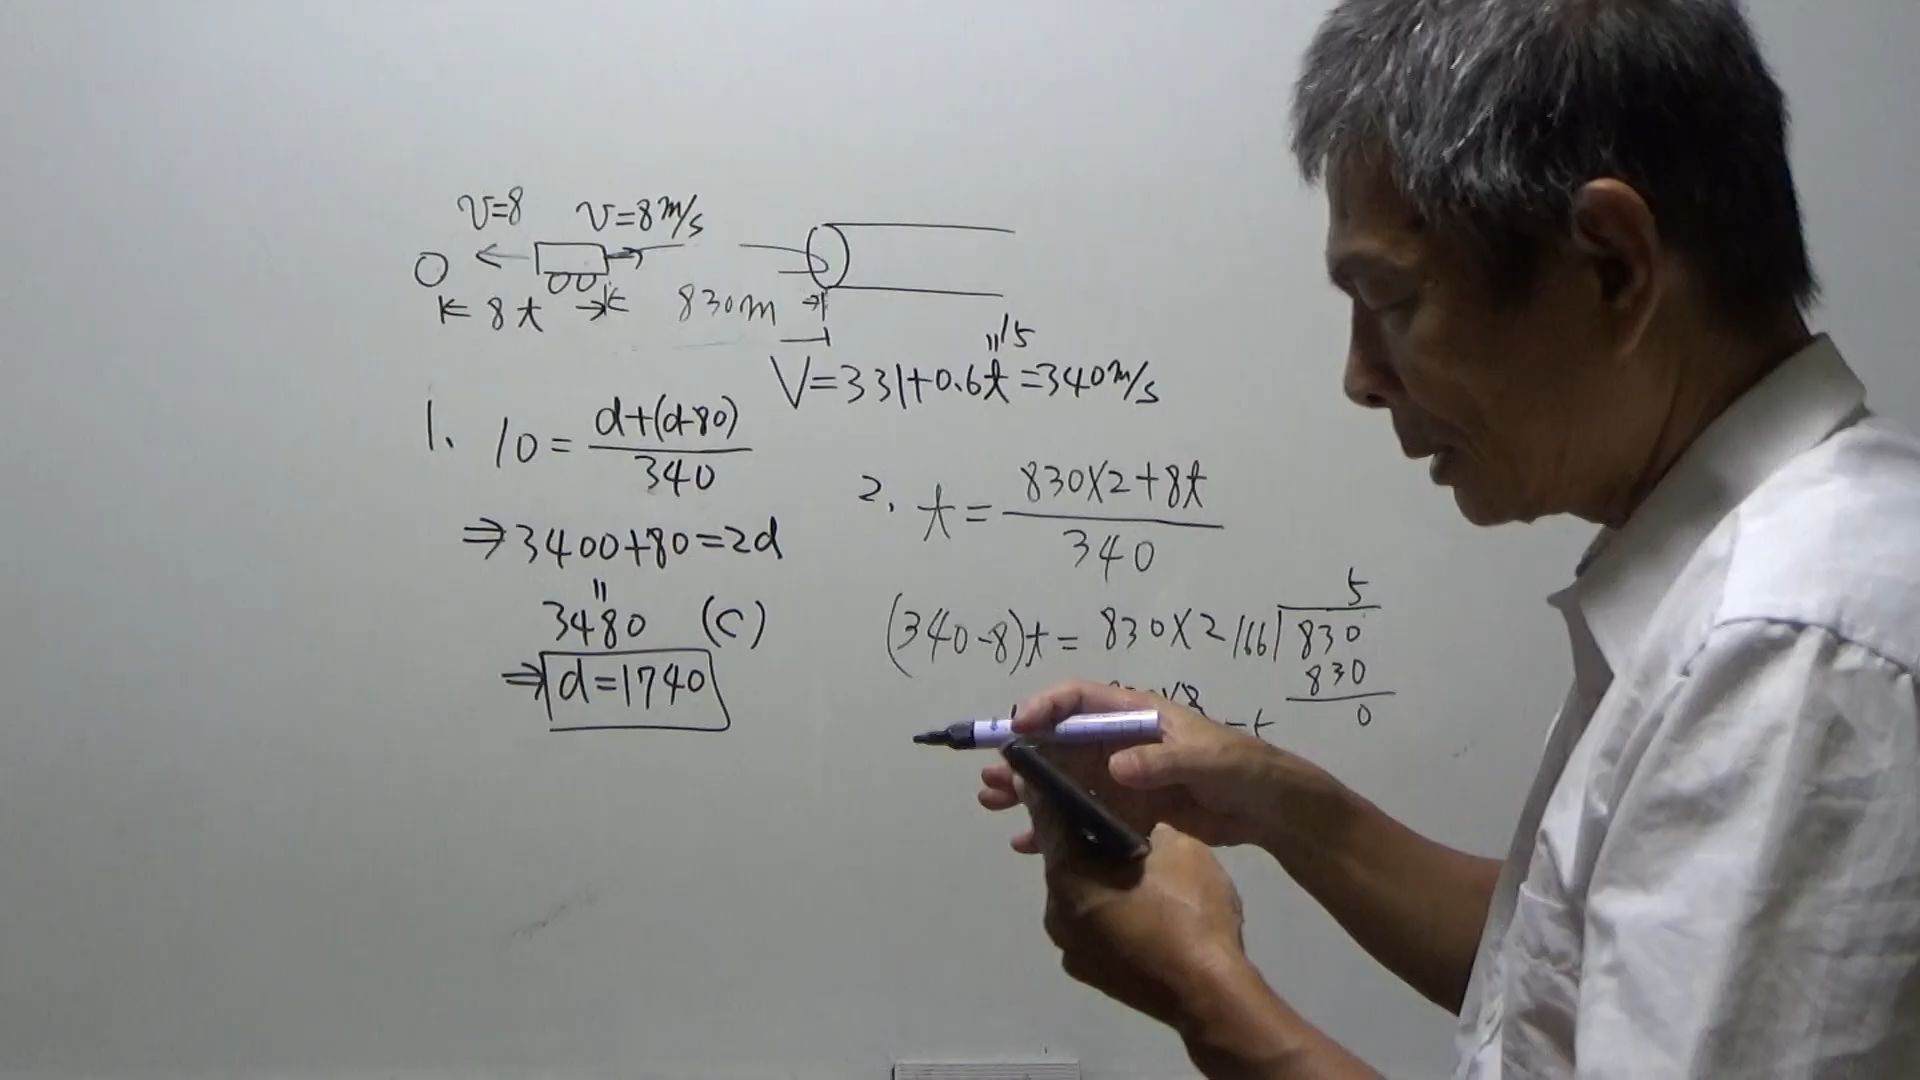 v=8 v=8m/s
8t 830m
V=331+0.6t=340m/s
15
1. 10 = d+(d-80) / 340
⇒3400+80=2d
3480 (C)
⇒ d=1740
2. t = 830×2+8t / 340
(340-8)t = 830×2
5
166)830
830
0